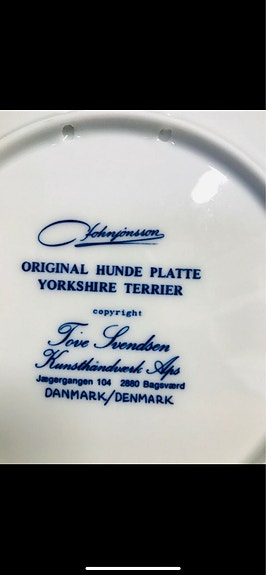 Johnjönsson
ORIGINAL HUNDE PLATTE
YORKSHIRE TERRIER
copyright
Tove Svendsen
Kunsthåndværk Aps
Jægergangen 104 2880 Bagsværd
DANMARK/DENMARK